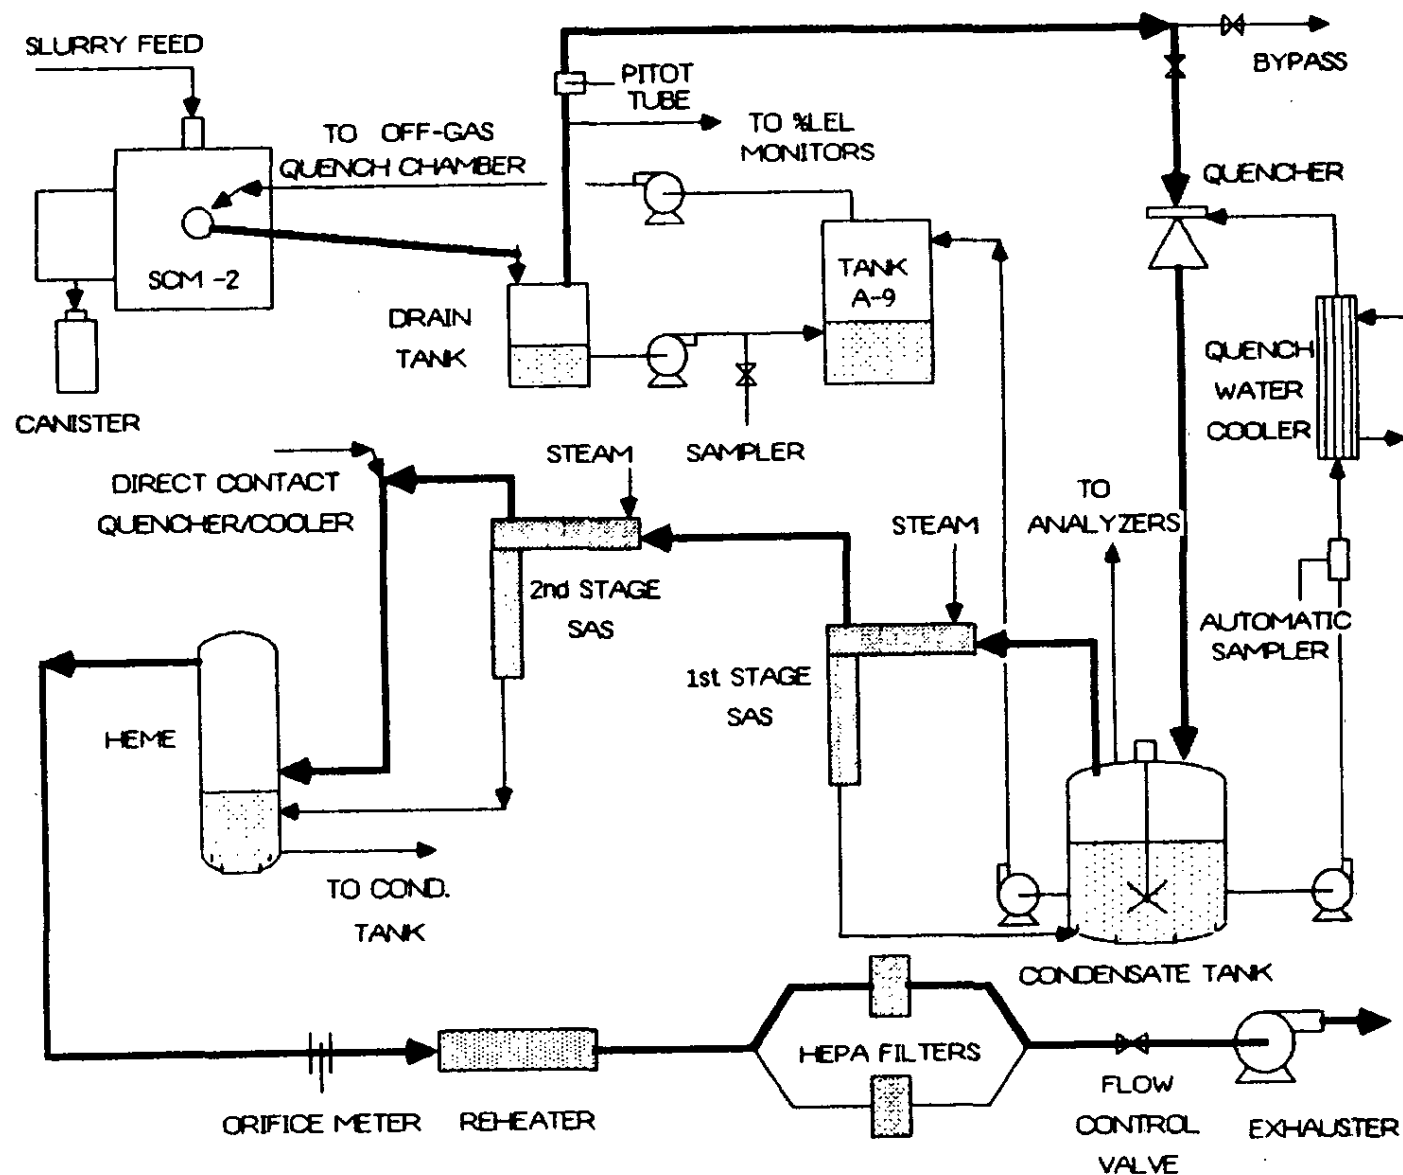 SLURRY FEED
PITOT
TUBE
BYPASS
TO OFF-GAS
QUENCH CHAMBER
TO %LEL
MONITORS
QUENCHER
SCM -2
TANK
A-9
DRAIN
TANK
QUENCH
WATER
COOLER
CANISTER
STEAM
SAMPLER
DIRECT CONTACT
QUENCHER/COOLER
TO
ANALYZERS
STEAM
2nd STAGE
SAS
AUTOMATIC
SAMPLER
1st STAGE
SAS
HEME
TO COND.
TANK
CONDENSATE TANK
HEPA FILTERS
ORIFICE METER
REHEATER
FLOW
CONTROL
VALVE
EXHAUSTER